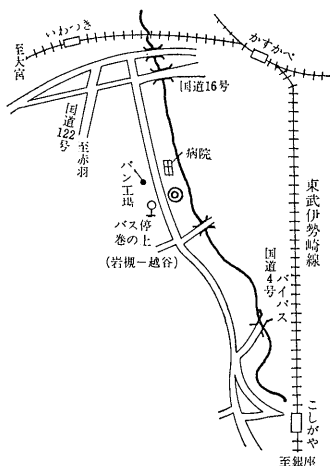 至大宮
いわつき
かすかべ
国道16号
国道122号
至赤羽
病院
パン工場
バス停
巻の上
(岩槻ー越谷)
東武伊勢崎線
国道4号
バイパス
こしがや
至銀座